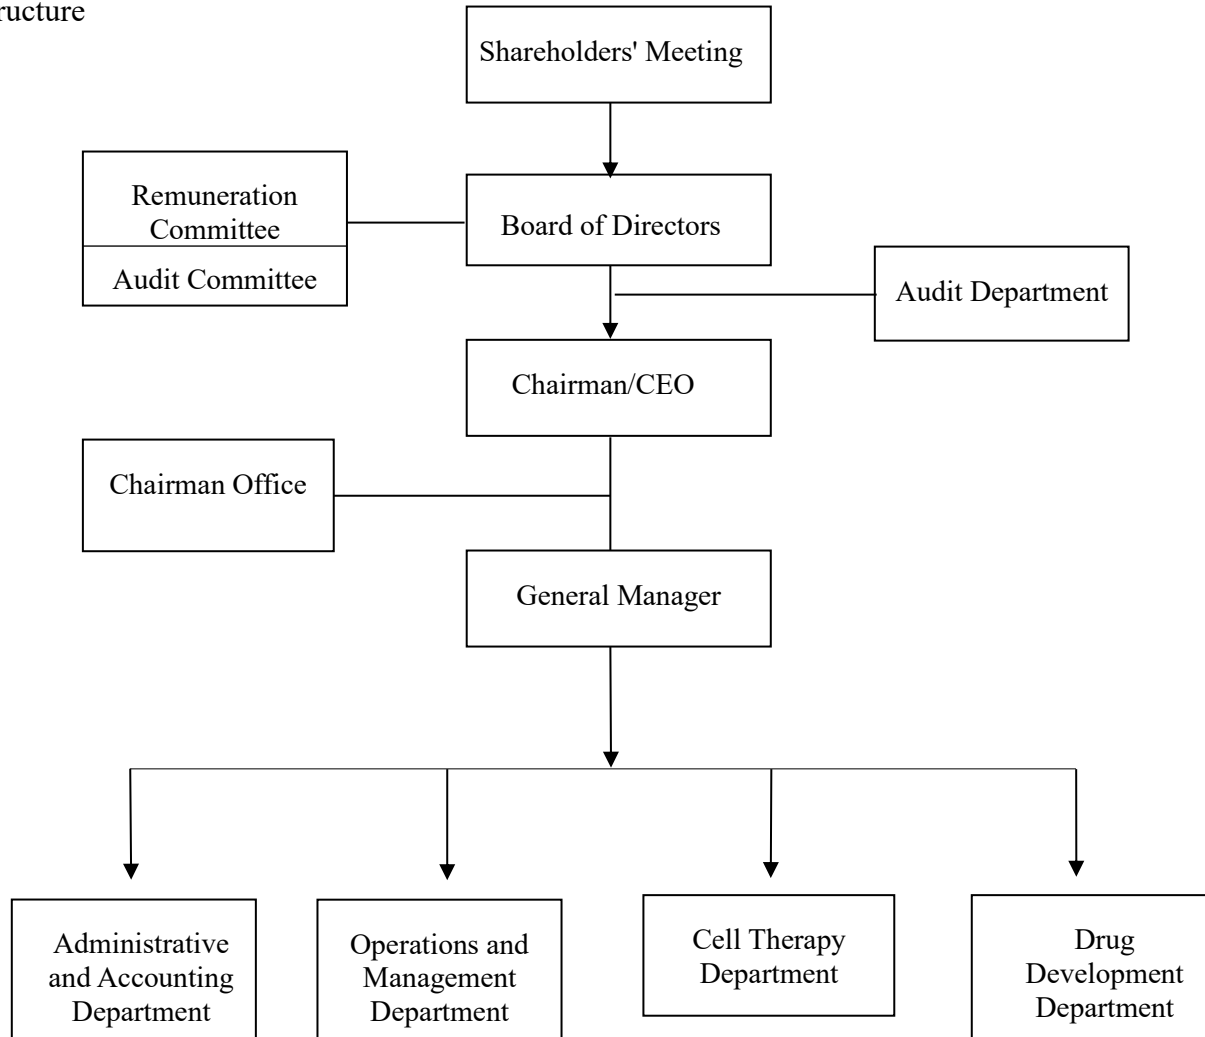 ructure
Shareholders' Meeting
Remuneration
Committee
Board of Directors
Audit Committee
Audit Department
Chairman/CEO
Chairman Office
General Manager
Administrative
and Accounting
Department
Operations and
Management
Department
Cell Therapy
Department
Drug
Development
Department